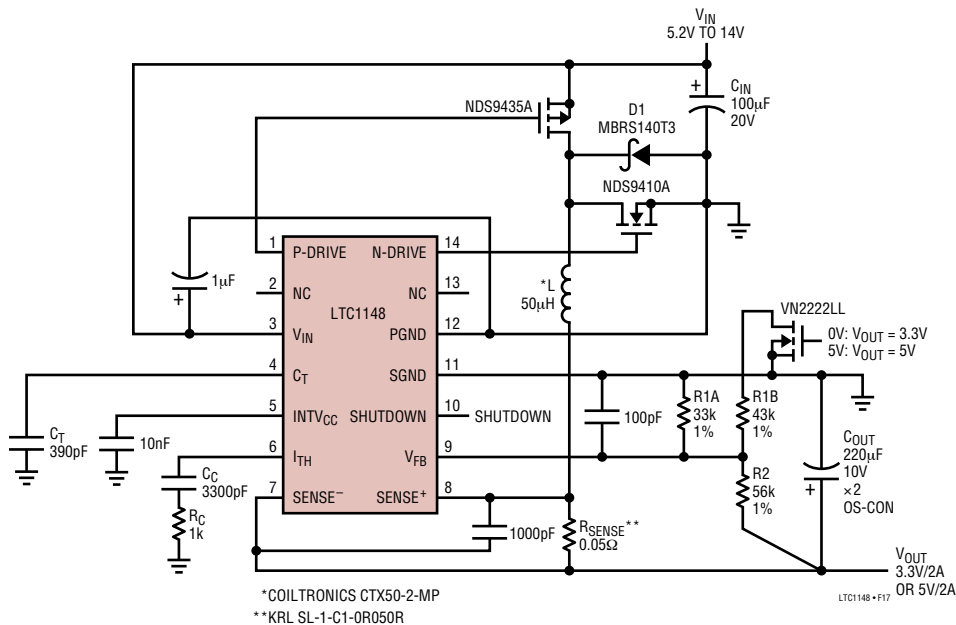 V_IN
5.2V TO 14V
NDS9435A
D1
MBRS140T3
+
C_IN
100µF
20V
NDS9410A
1µF
+
1
P-DRIVE
N-DRIVE
14
2
NC
NC
13
LTC1148
3
V_IN
PGND
12
4
C_T
SGND
11
5
INTV_CC
SHUTDOWN
10
SHUTDOWN
6
I_TH
V_FB
9
7
SENSE–
SENSE+
8
*L
50µH
VN2222LL
0V: V_OUT = 3.3V
5V: V_OUT = 5V
C_T
390pF
10nF
C_C
3300pF
R_C
1k
100pF
R1A
33k
1%
R1B
43k
1%
R2
56k
1%
C_OUT
220µF
10V
×2
OS-CON
+
1000pF
R_SENSE**
0.05Ω
V_OUT
3.3V/2A
OR 5V/2A
*COILTRONICS CTX50-2-MP
**KRL SL-1-C1-0R050R
LTC1148 • F17